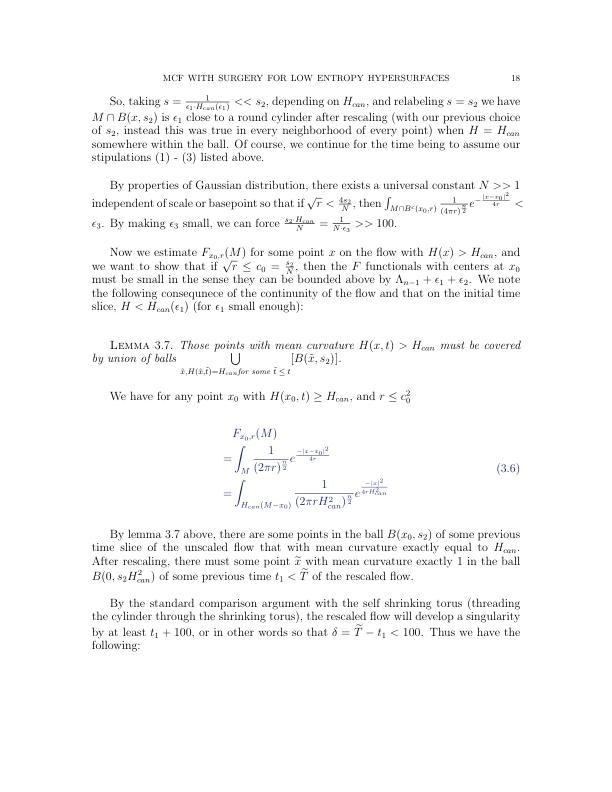 MCF WITH SURGERY FOR LOW ENTROPY HYPERSURFACES 18
So, taking $s = \frac{1}{\epsilon_1 \cdot H_{can}(\epsilon_1)} << s_2$, depending on $H_{can}$, and relabeling $s = s_2$ we have
$M \cap B(x, s_2)$ is $\epsilon_1$ close to a round cylinder after rescaling (with our previous choice
of $s_2$, instead this was true in every neighborhood of every point) when $H = H_{can}$
somewhere within the ball. Of course, we continue for the time being to assume our
stipulations (1) - (3) listed above.
By properties of Gaussian distribution, there exists a universal constant $N >> 1$
independent of scale or basepoint so that if $\sqrt{r} < \frac{4s_2}{N}$, then $\int_{M \cap B^c(x_0,r)} \frac{1}{(4\pi r)^{\frac{n}{2}}} e^{-\frac{|x-x_0|^2}{4r}} <$
$\epsilon_3$. By making $\epsilon_3$ small, we can force $\frac{s_2 \cdot H_{can}}{N} = \frac{1}{N \cdot \epsilon_3} >> 100$.
Now we estimate $F_{x_0,r}(M)$ for some point $x$ on the flow with $H(x) > H_{can}$, and
we want to show that if $\sqrt{r} \leq c_0 = \frac{s_2}{N}$, then the $F$ functionals with centers at $x_0$
must be small in the sense they can be bounded above by $\Lambda_{n-1} + \epsilon_1 + \epsilon_2$. We note
the following consequnece of the continuity of the flow and that on the initial time
slice, $H < H_{can}(\epsilon_1)$ (for $\epsilon_1$ small enough):
LEMMA 3.7. Those points with mean curvature $H(x, t) > H_{can}$ must be covered
by union of balls $\bigcup_{\tilde{x}, H(\tilde{x},\tilde{t})=H_{can} for\ some\ \tilde{t} \leq t} [B(\tilde{x}, s_2)]$.
We have for any point $x_0$ with $H(x_0, t) \geq H_{can}$, and $r \leq c_0^2$
$F_{x_0,r}(M)$
$= \int_M \frac{1}{(2\pi r)^{\frac{n}{2}}} e^{\frac{-|x-x_0|^2}{4r}}$
(3.6)
$= \int_{H_{can}(M-x_0)} \frac{1}{(2\pi r H_{can}^2)^{\frac{n}{2}}} e^{\frac{-|x|^2}{4r H_{can}^2}}$
By lemma 3.7 above, there are some points in the ball $B(x_0, s_2)$ of some previous
time slice of the unscaled flow that with mean curvature exactly equal to $H_{can}$.
After rescaling, there must some point $\tilde{x}$ with mean curvature exactly 1 in the ball
$B(0, s_2 H_{can}^2)$ of some previous time $t_1 < \tilde{T}$ of the rescaled flow.
By the standard comparison argument with the self shrinking torus (threading
the cylinder through the shrinking torus), the rescaled flow will develop a singularity
by at least $t_1 + 100$, or in other words so that $\delta = \tilde{T} - t_1 < 100$. Thus we have the
following: